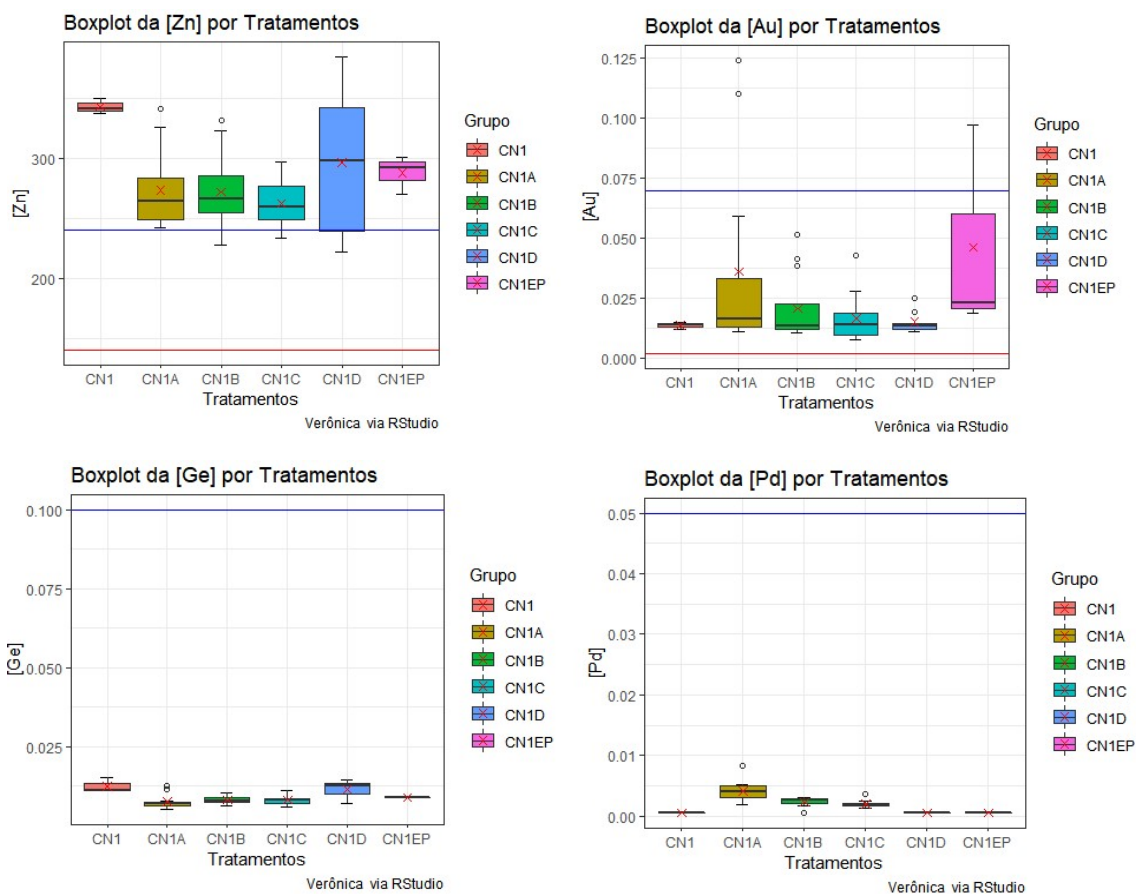 Boxplot da [Zn] por Tratamentos
[Zn]
300
200
CN1 CN1A CN1B CN1C CN1D CN1EP
Tratamentos
Grupo
CN1
CN1A
CN1B
CN1C
CN1D
CN1EP
Verônica via RStudio
Boxplot da [Au] por Tratamentos
[Au]
0.125
0.100
0.075
0.050
0.025
0.000
CN1 CN1A CN1B CN1C CN1D CN1EP
Tratamentos
Grupo
CN1
CN1A
CN1B
CN1C
CN1D
CN1EP
Verônica via RStudio
Boxplot da [Ge] por Tratamentos
[Ge]
0.100
0.075
0.050
0.025
CN1 CN1A CN1B CN1C CN1D CN1EP
Tratamentos
Grupo
CN1
CN1A
CN1B
CN1C
CN1D
CN1EP
Verônica via RStudio
Boxplot da [Pd] por Tratamentos
[Pd]
0.05
0.04
0.03
0.02
0.01
0.00
CN1 CN1A CN1B CN1C CN1D CN1EP
Tratamentos
Grupo
CN1
CN1A
CN1B
CN1C
CN1D
CN1EP
Verônica via RStudio